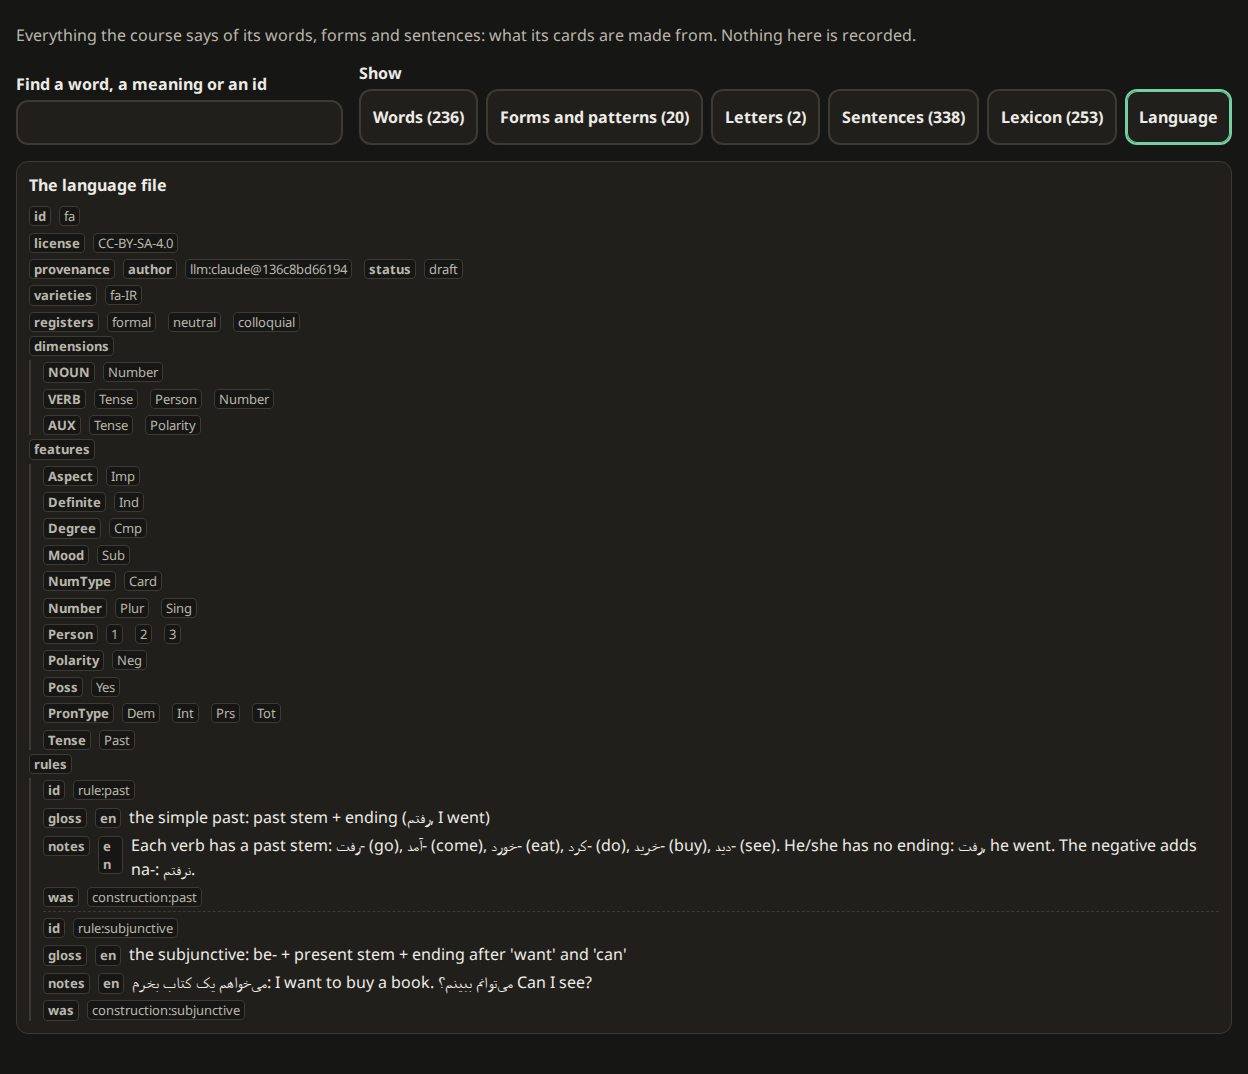 Everything the course says of its words, forms and sentences: what its cards are made from. Nothing here is recorded.
Find a word, a meaning or an id
Show
Words (236) Forms and patterns (20) Letters (2) Sentences (338) Lexicon (253) Language
The language file
id fa
license CC-BY-SA-4.0
provenance author llm:claude@136c8bd66194 status draft
varieties fa-IR
registers formal neutral colloquial
dimensions
NOUN Number
VERB Tense Person Number
AUX Tense Polarity
features
Aspect Imp
Definite Ind
Degree Cmp
Mood Sub
NumType Card
Number Plur Sing
Person 1 2 3
Polarity Neg
Poss Yes
PronType Dem Int Prs Tot
Tense Past
rules
id rule:past
gloss en the simple past: past stem + ending (رفتم, I went)
notes en Each verb has a past stem: رفت- (go), آمد- (come), خورد- (eat), کرد- (do), خرید- (buy), دید- (see). He/she has no ending: رفت, he went. The negative adds
na-: نرفتم.
was construction:past
id rule:subjunctive
gloss en the subjunctive: be- + present stem + ending after 'want' and 'can'
notes en می‌خواهم یک کتاب بخرم: I want to buy a book. می‌توانم ببینم؟ Can I see?
was construction:subjunctive